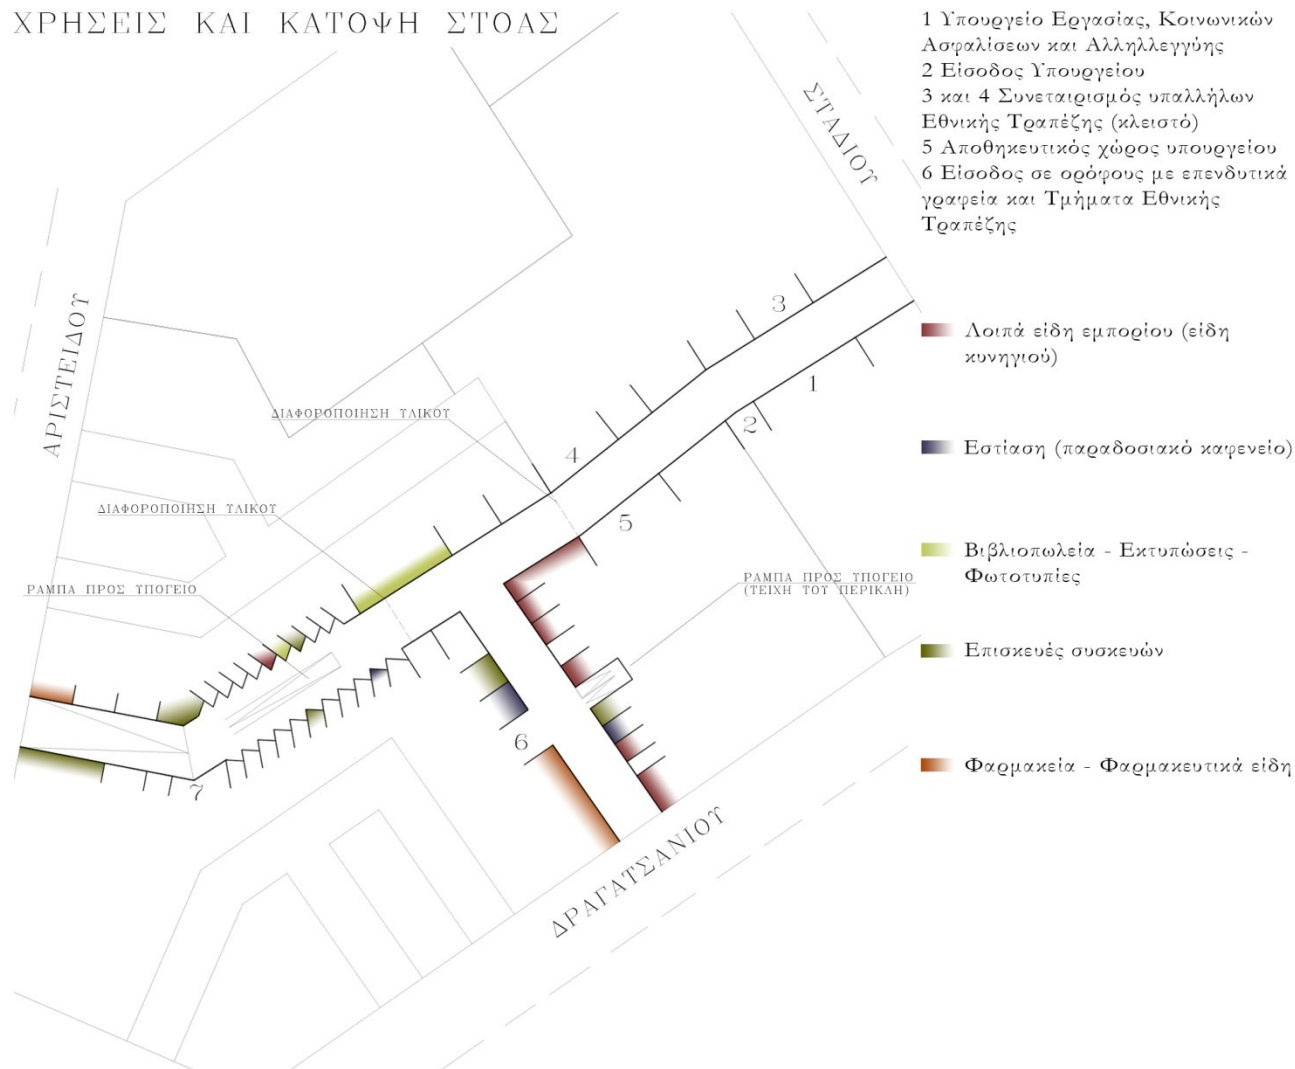 ΧΡΗΣΕΙΣ ΚΑΙ ΚΑΤΟΨΗ ΣΤΟΑΣ
1 Υπουργείο Εργασίας, Κοινωνικών
Ασφαλίσεων και Αλληλλεγγύης
2 Είσοδος Υπουργείου
3 και 4 Συνεταιρισμός υπαλλήλων
Εθνικής Τραπέζης (κλειστό)
5 Αποθηκευτικός χώρος υπουργείου
6 Είσοδος σε ορόφους με επενδυτικά
γραφεία και Τμήματα Εθνικής
Τραπέζης
ΣΤΑΔΙΟΥ
3
Λοιπά είδη εμπορίου (είδη
κυνηγιού)
ΑΡΙΣΤΕΙΔΟΥ
1
ΔΙΑΦΟΡΟΠΟΙΗΣΗ ΥΛΙΚΟΥ
2
4
Εστίαση (παραδοσιακό καφενείο)
ΔΙΑΦΟΡΟΠΟΙΗΣΗ ΥΛΙΚΟΥ
5
Βιβλιοπωλεία - Εκτυπώσεις -
Φωτοτυπίες
ΡΑΜΠΑ ΠΡΟΣ ΥΠΟΓΕΙΟ
ΡΑΜΠΑ ΠΡΟΣ ΥΠΟΓΕΙΟ
(ΤΕΙΧΗ ΤΟΥ ΠΕΡΙΚΛΗ)
Επισκευές συσκευών
6
Φαρμακεία - Φαρμακευτικά είδη
7
ΔΡΑΓΑΤΣΑΝΙΟΥ